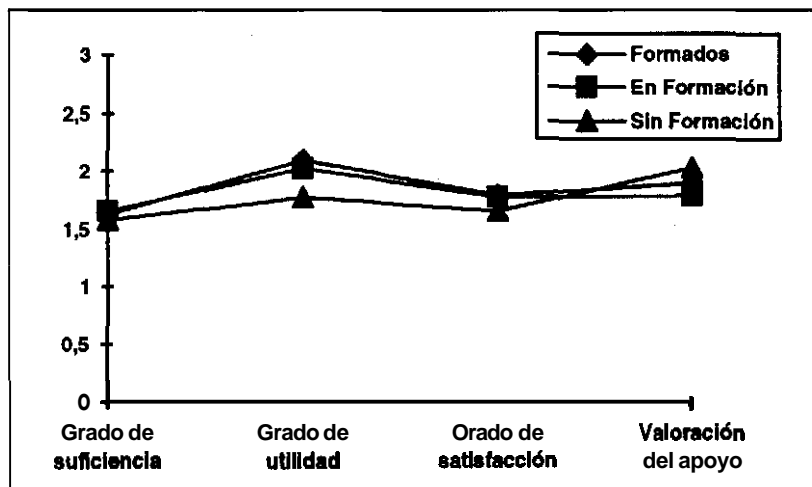 3
2,5
2
1,5
1
0,5
0
Formados
En Formación
Sin Formación
Grado de
suficiencia
Grado de
utilidad
Orado de
satisfacción
Valoración
del apoyo